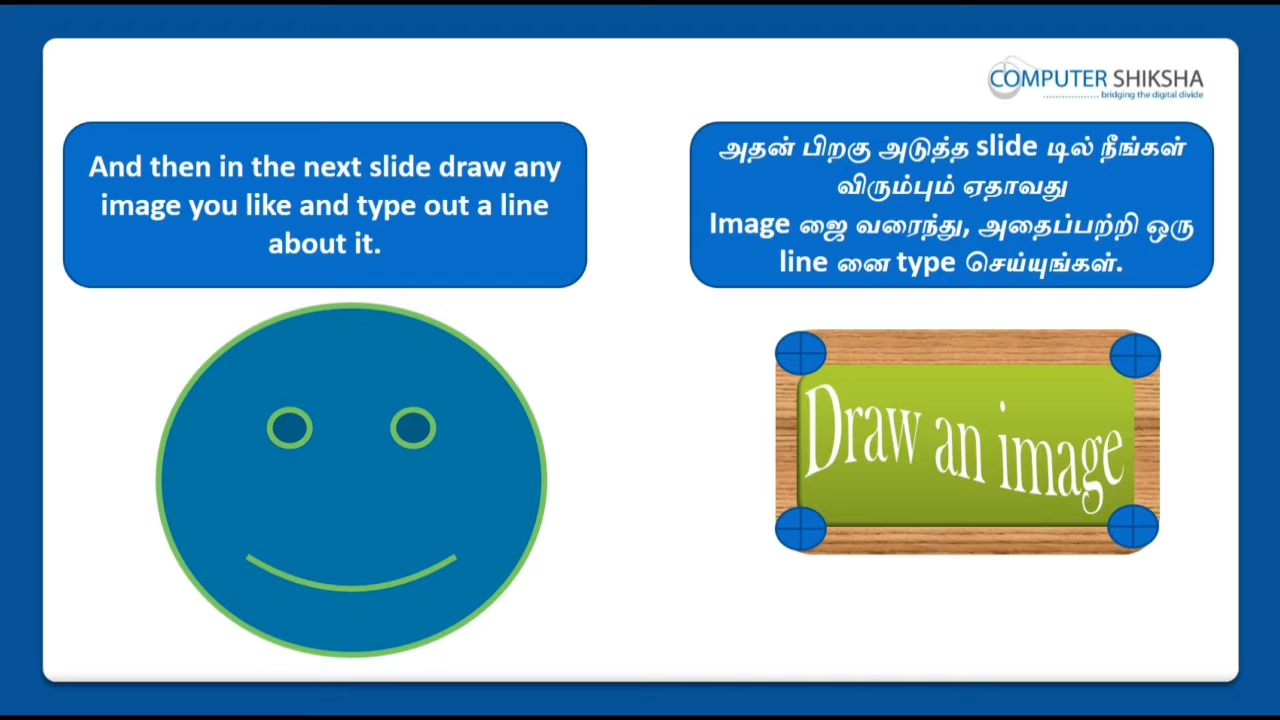 COMPUTER SHIKSHA
bridging the digital divide
And then in the next slide draw any
image you like and type out a line
about it.
அதன் பிறகு அடுத்த slide டில் நீங்கள்
விரும்பும் ஏதாவது
Image ஜை வரைந்து, அதைப்பற்றி ஒரு
line னை type செய்யுங்கள்.
Draw an image